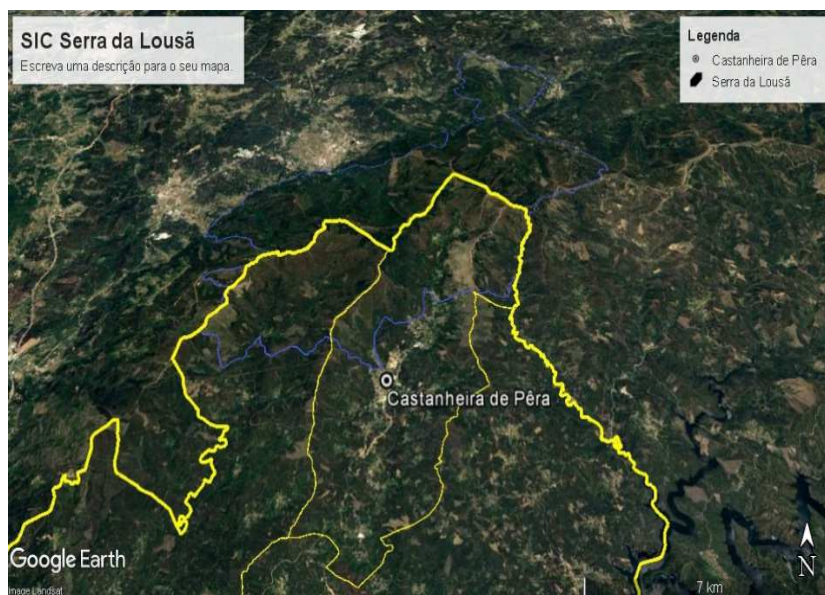 SIC Serra da Lousã
Escreva uma descrição para o seu mapa.
Legenda
Castanheira de Pêra
Serra da Lousã
Castanheira de Pêra
Google Earth
Image Landsat
7 km
N